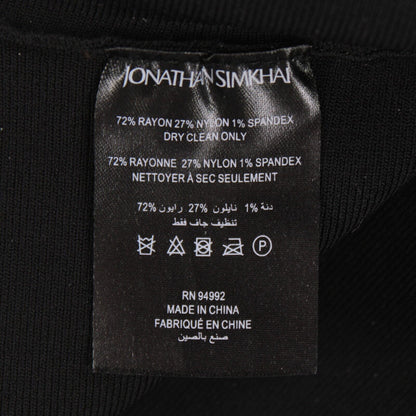 JONATHAN SIMKHAI
72% RAYON 27% NYLON 1% SPANDEX
DRY CLEAN ONLY
72% RAYONNE 27% NYLON 1% SPANDEX
NETTOYER À SEC SEULEMENT
72% رايون 27% نايلون 1% دنة
تنظيف جاف فقط
P
RN 94992
MADE IN CHINA
FABRIQUÉ EN CHINE
صنع بالصين